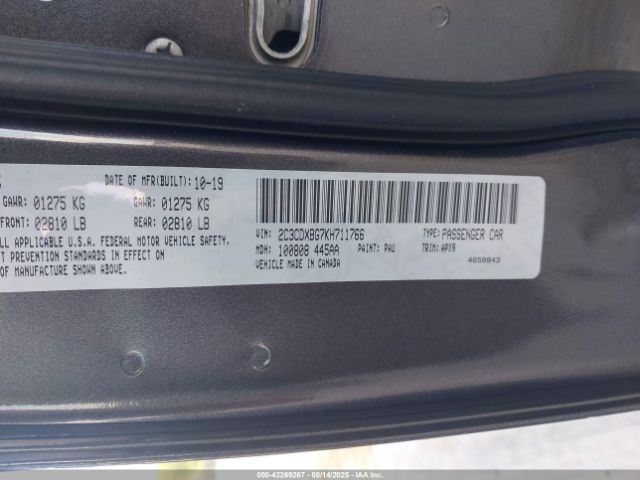 DATE OF MFR(BUILT): 10-19
GAWR: 01275 KG GAWR: 01275 KG
FRONT: 02810 LB REAR: 02810 LB
ALL APPLICABLE U.S.A. FEDERAL MOTOR VEHICLE SAFETY,
PREVENTION STANDARDS IN EFFECT ON
OF MANUFACTURE SHOWN ABOVE.
VIN: 2C3CDXBG7KH711766 TYPE: PASSENGER CAR
MDH: 100808 445AA PAINT: PAU TRIM: APX9
VEHICLE MADE IN CANADA 4650843
000-42269267 - 05/14/2025 - IAA Inc.